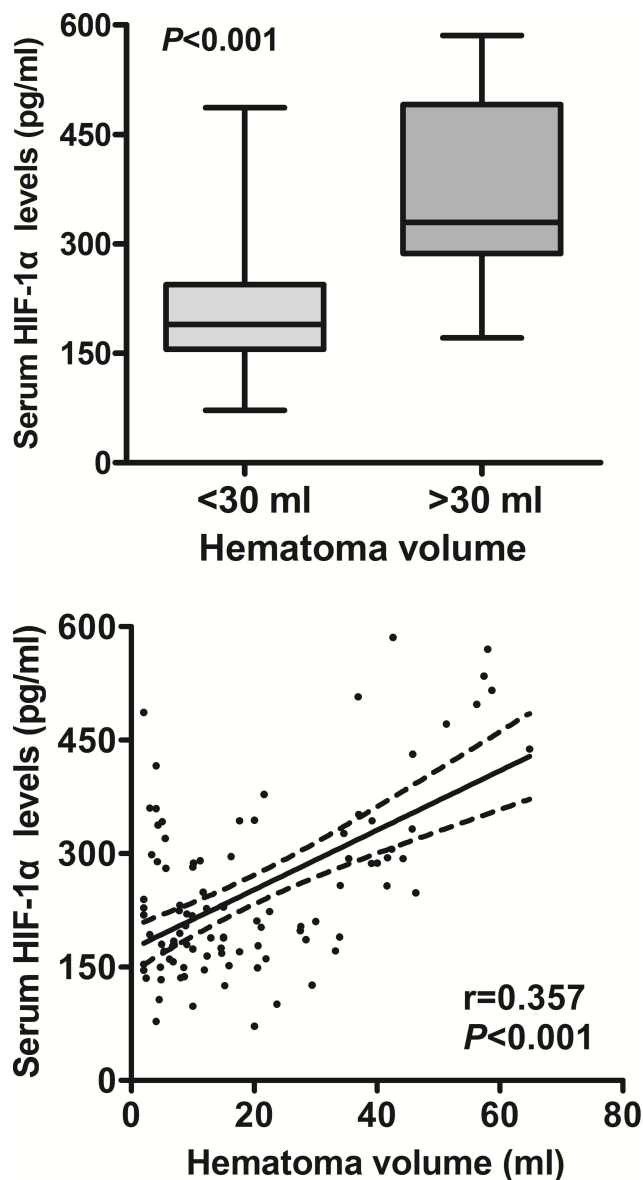 Serum HIF-1α levels (pg/ml)
600
450
300
150
0
P<0.001
<30 ml
>30 ml
Hematoma volume
Serum HIF-1α levels (pg/ml)
600
450
300
150
0
r=0.357
P<0.001
0
20
40
60
80
Hematoma volume (ml)